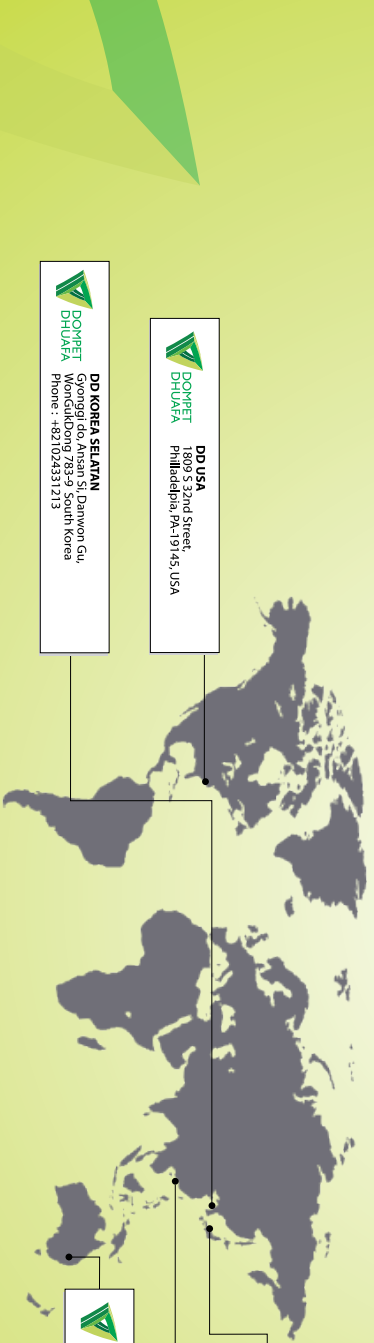 DOMPET
DHUAFA
DD USA
1809 S 32nd Street,
Philladelpia, PA-19145, USA
DOMPET
DHUAFA
DD KOREA SELATAN
Gyonggi do, Ansan Si, Danwon Gu,
WonGukDong 783-9 South Korea
Phone : +821024331213